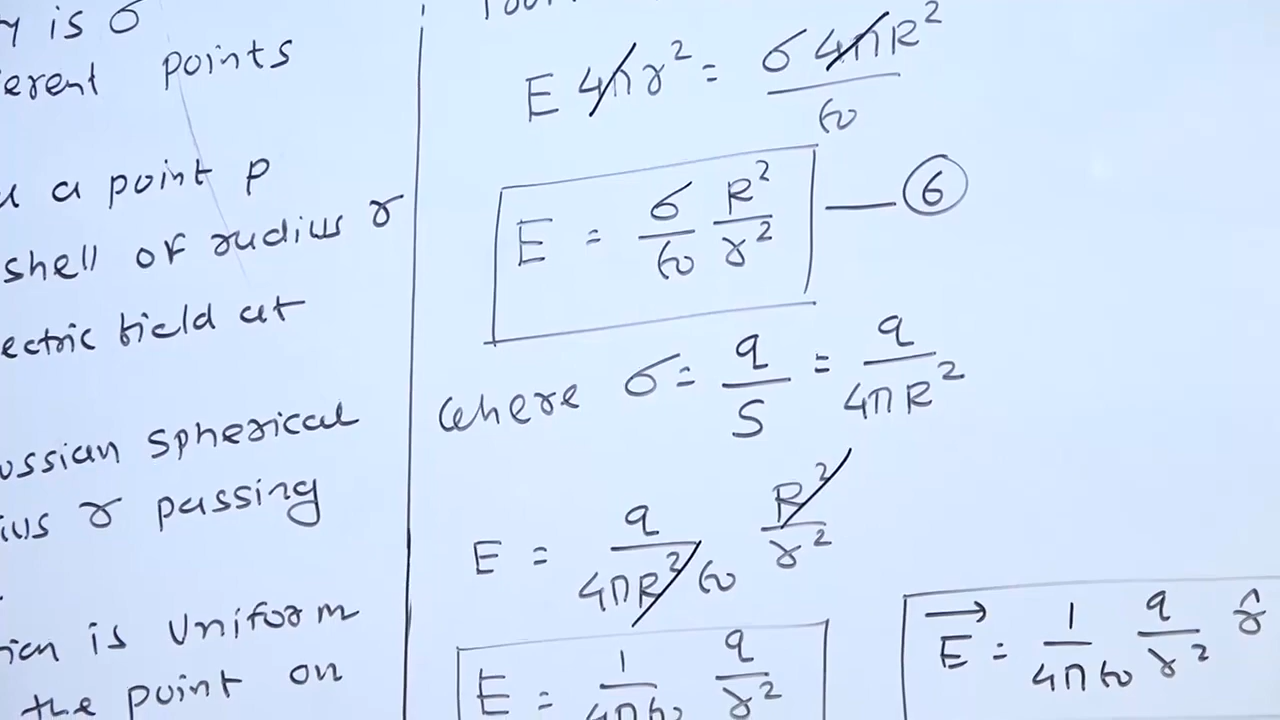 y is σ
erent points
a point P
shell of radius r
ectric field at
ussian spherical
ius r passing
is uniform
the point on
E 4πr² = σ 4πR² / ε₀
E = σ/ε₀ R²/r² — ⑥
where σ = q/S = q/4πR²
E = q/4πR² ε₀ R²/r²
E = 1/4πε₀ q/r²
E⃗ = 1/4πε₀ q/r² r̂